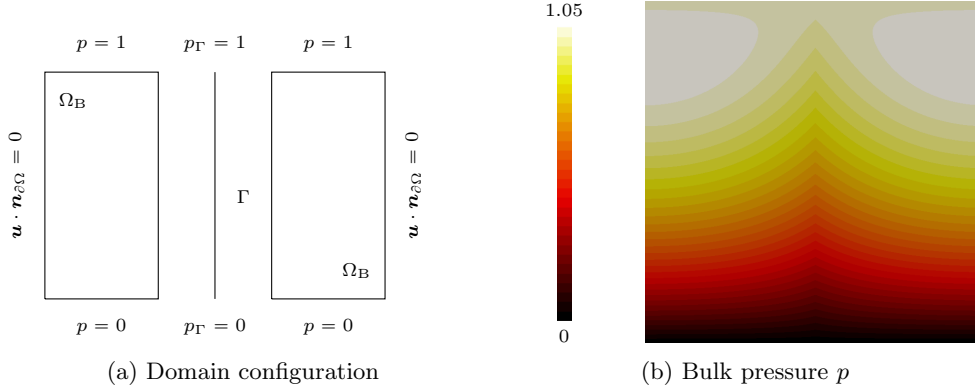 p = 1
p_Γ = 1
p = 1
Ω_B
u · n_∂Ω = 0
Γ
u · n_∂Ω = 0
Ω_B
p = 0
p_Γ = 0
p = 0
(a) Domain configuration
1.05
0
(b) Bulk pressure p